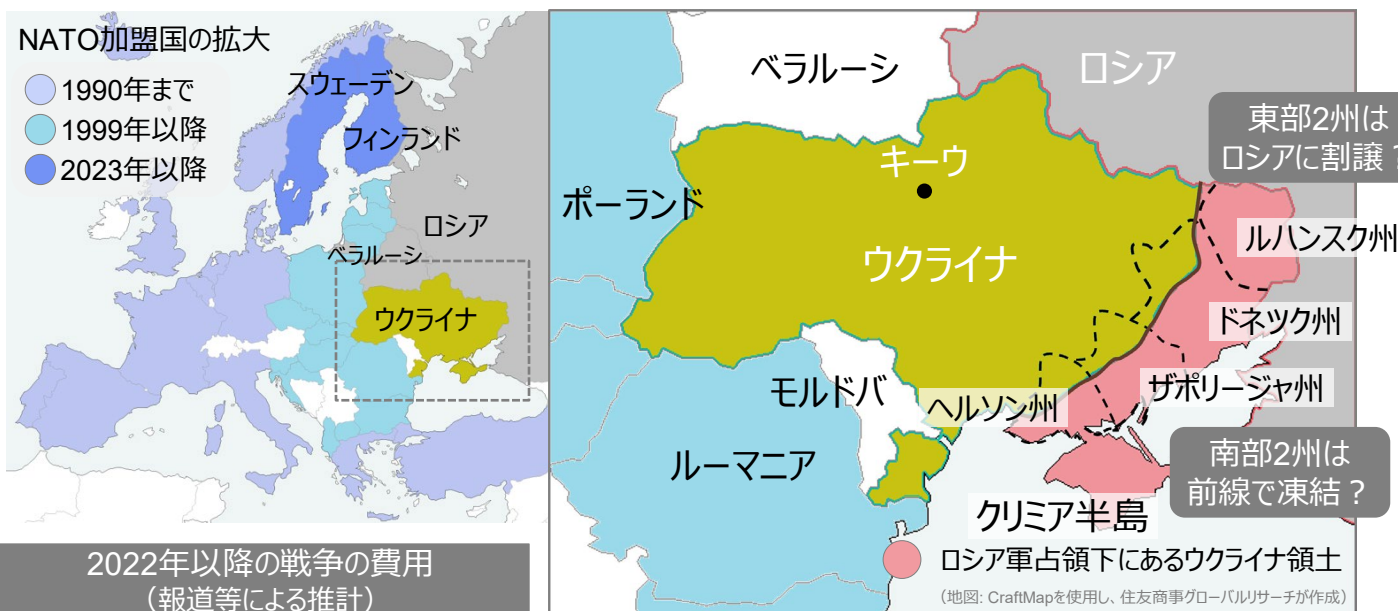 NATO加盟国の拡大
1990年まで
1999年以降
2023年以降
スウェーデン
フィンランド
ロシア
ベラルーシ
ウクライナ
2022年以降の戦争の費用
（報道等による推計）
ベラルーシ
ロシア
東部2州は
ロシアに割譲？
キーウ
ポーランド
ルハンスク州
ウクライナ
ドネツク州
モルドバ
ザポリージャ州
ヘルソン州
ルーマニア
南部2州は
前線で凍結？
クリミア半島
ロシア軍占領下にあるウクライナ領土
（地図: CraftMapを使用し、住友商事グローバルリサーチが作成）